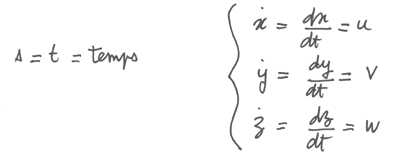 s = t = temps
ẋ = dx/dt = u
ẏ = dy/dt = v
ż = dz/dt = w